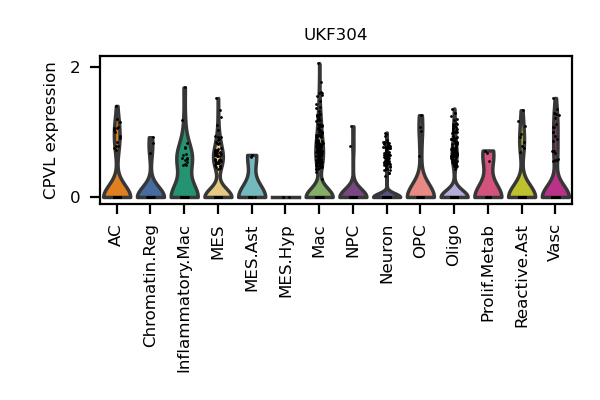 UKF304
CPVL expression
2
0
AC
Chromatin.Reg
Inflammatory.Mac
MES
MES.Ast
MES.Hyp
Mac
NPC
Neuron
OPC
Oligo
Prolif.Metab
Reactive.Ast
Vasc